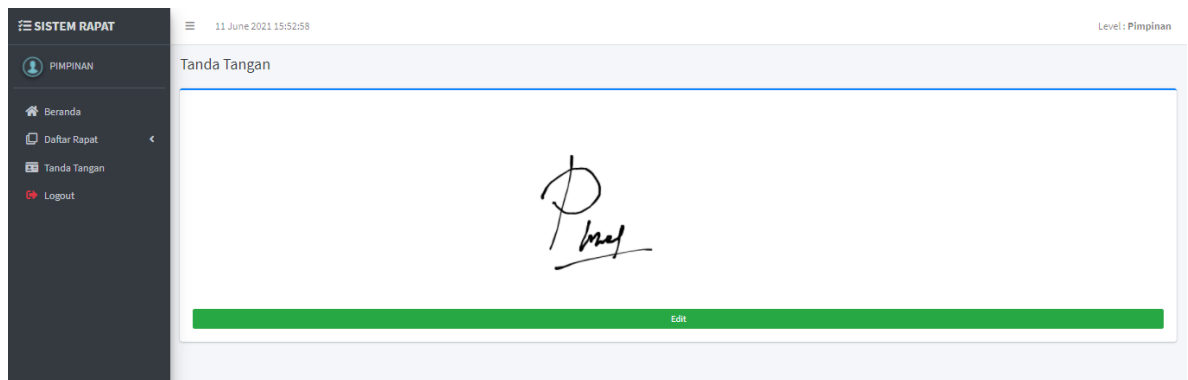 SISTEM RAPAT
11 June 2021 15:52:58
Level : Pimpinan
PIMPINAN
Beranda
Daftar Rapat
Tanda Tangan
Logout
Tanda Tangan
Edit